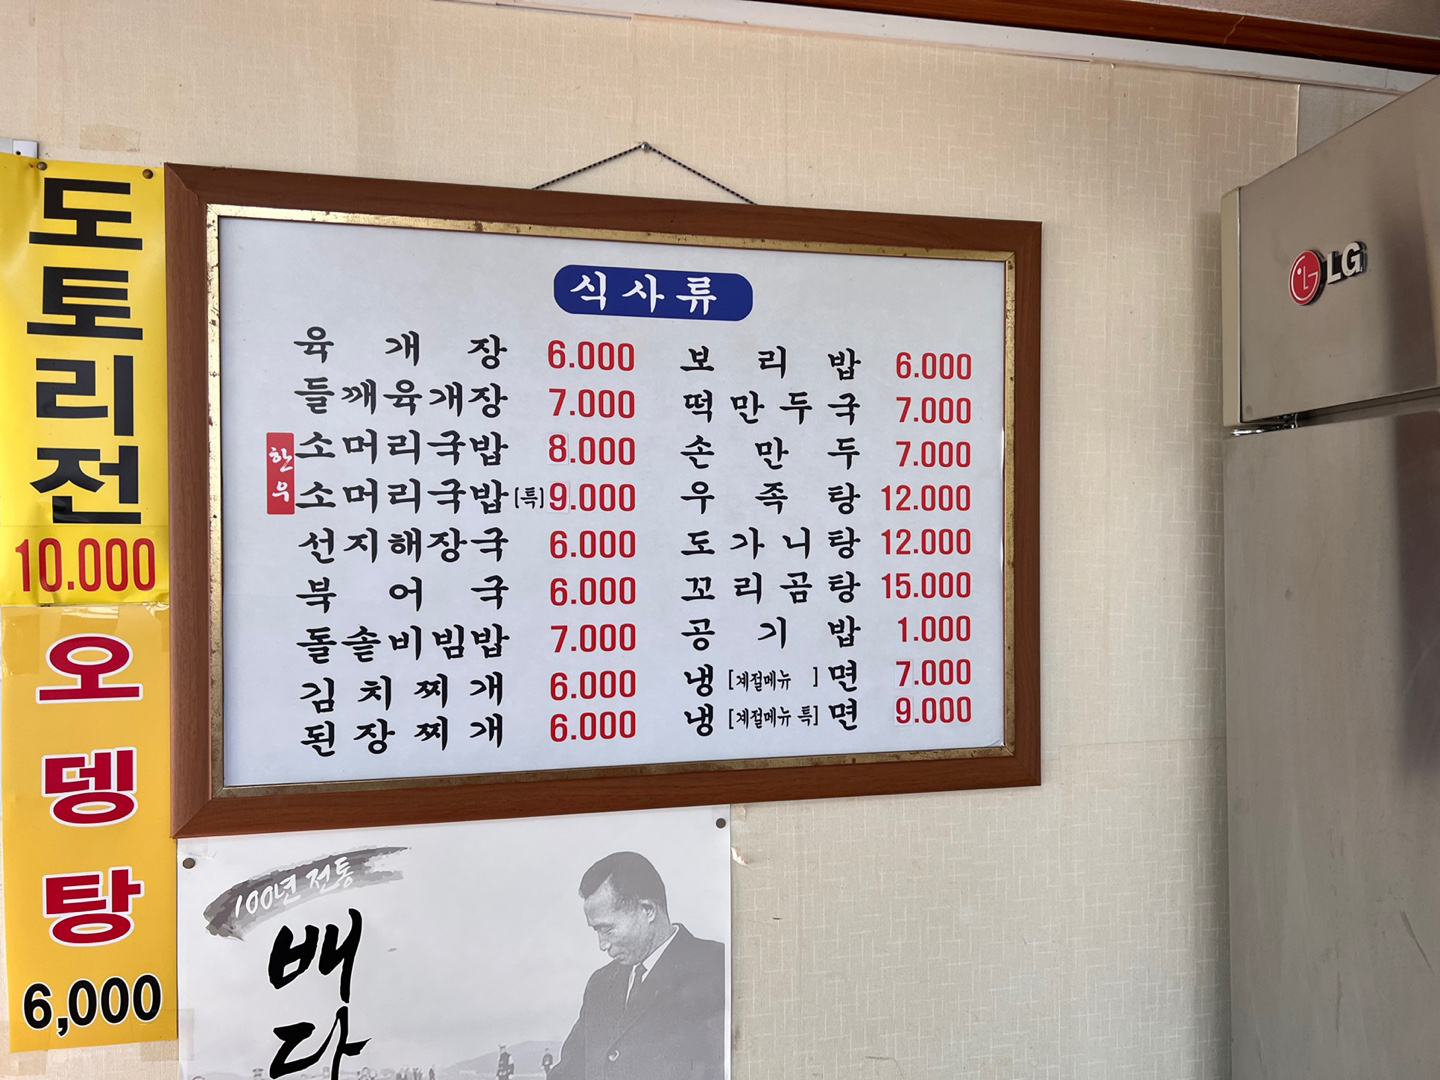 도토리전
10.000
오뎅탕
6,000
식사류
육개장 6.000
들깨육개장 7.000
한우
소머리국밥 8.000
소머리국밥[특] 9.000
선지해장국 6.000
북어국 6.000
돌솥비빔밥 7.000
김치찌개 6.000
된장찌개 6.000
보리밥 6.000
떡만두국 7.000
손만두 7.000
우족탕 12.000
도가니탕 12.000
꼬리곰탕 15.000
공기밥 1.000
냉[계절메뉴 ]면 7.000
냉[계절메뉴 특]면 9.000
100년 전통
배다
LG